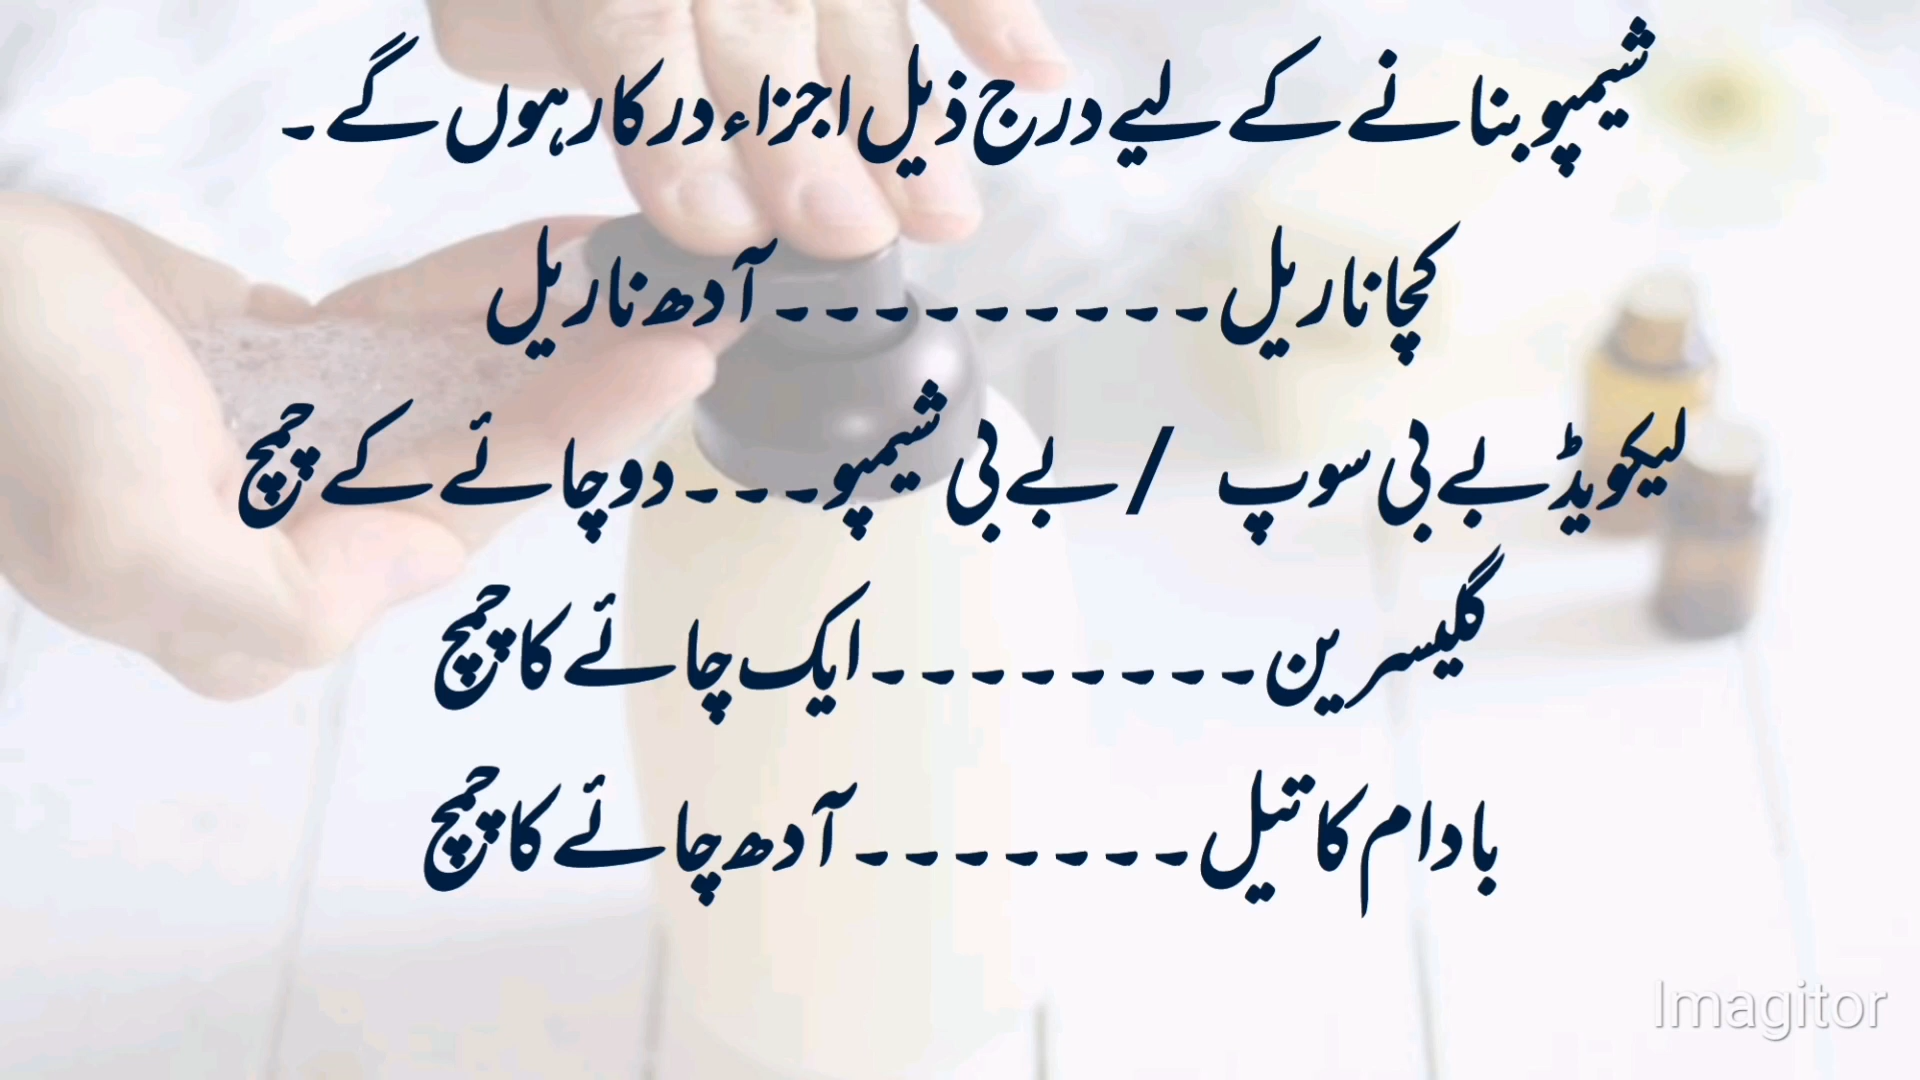 شیمپو بنانے کے لیے درج ذیل اجزاء درکار ہوں گے۔
کچا ناریل۔۔۔۔۔۔۔۔۔آدھ ناریل
لیکویڈ بے بی سوپ / بے بی شیمپو۔۔۔دو چائے کے چمچ
گلیسرین۔۔۔۔۔۔۔۔ایک چائے کا چمچ
بادام کا تیل۔۔۔۔۔۔۔آدھ چائے کا چمچ
Imagitor